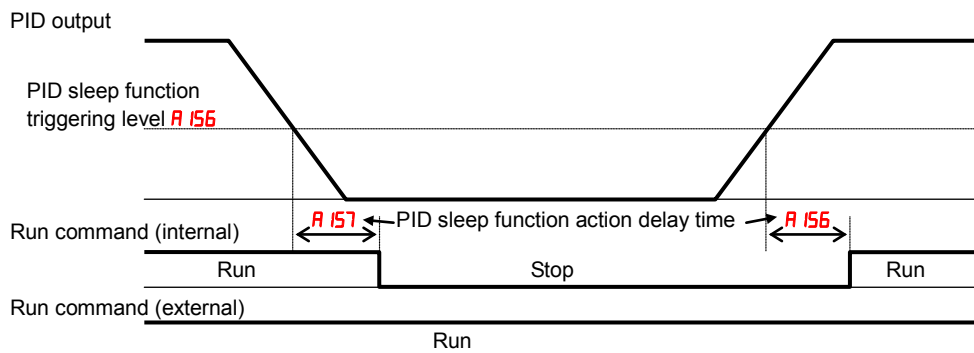 PID output
PID sleep function
triggering level A156
A157 PID sleep function action delay time A156
Run command (internal)
Run Stop Run
Run command (external)
Run